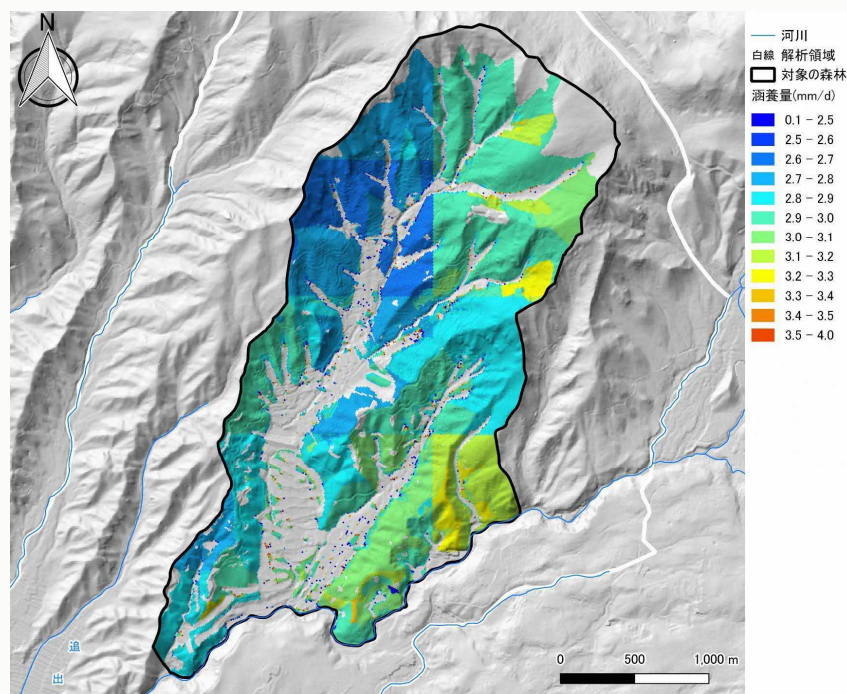 N
河川
白線 解析領域
対象の森林
涵養量(mm/d)
0.1 – 2.5
2.5 – 2.6
2.6 – 2.7
2.7 – 2.8
2.8 – 2.9
2.9 – 3.0
3.0 – 3.1
3.1 – 3.2
3.2 – 3.3
3.3 – 3.4
3.4 – 3.5
3.5 – 4.0
追
出
0 500 1,000 m